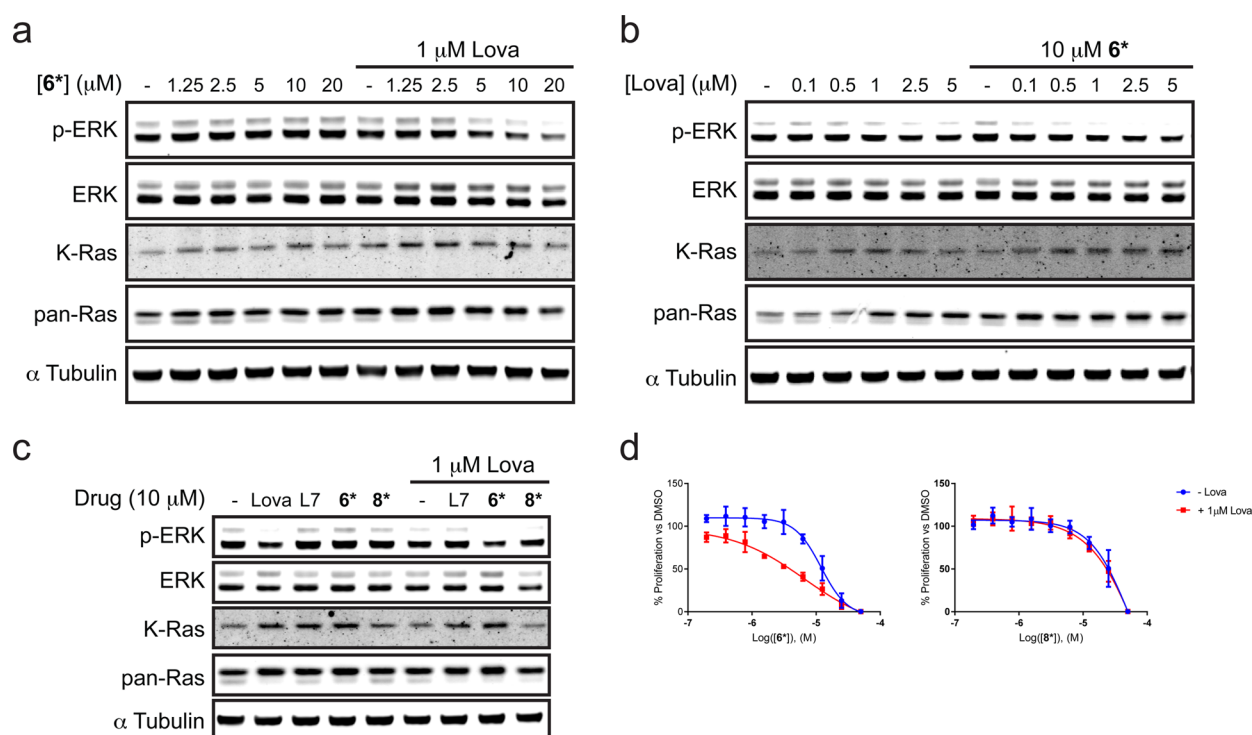 a
1 μM Lova
[6*] (μM) - 1.25 2.5 5 10 20 - 1.25 2.5 5 10 20
p-ERK
ERK
K-Ras
pan-Ras
α Tubulin
b
10 μM 6*
[Lova] (μM) - 0.1 0.5 1 2.5 5 - 0.1 0.5 1 2.5 5
p-ERK
ERK
K-Ras
pan-Ras
α Tubulin
c
1 μM Lova
Drug (10 μM) - Lova L7 6* 8* - L7 6* 8*
p-ERK
ERK
K-Ras
pan-Ras
α Tubulin
d
% Proliferation vs DMSO
150
100
50
0
-7 -6 -5 -4
Log([6*]), (M)
% Proliferation vs DMSO
150
100
50
0
-7 -6 -5 -4
Log([8*]), (M)
- Lova
+ 1μM Lova